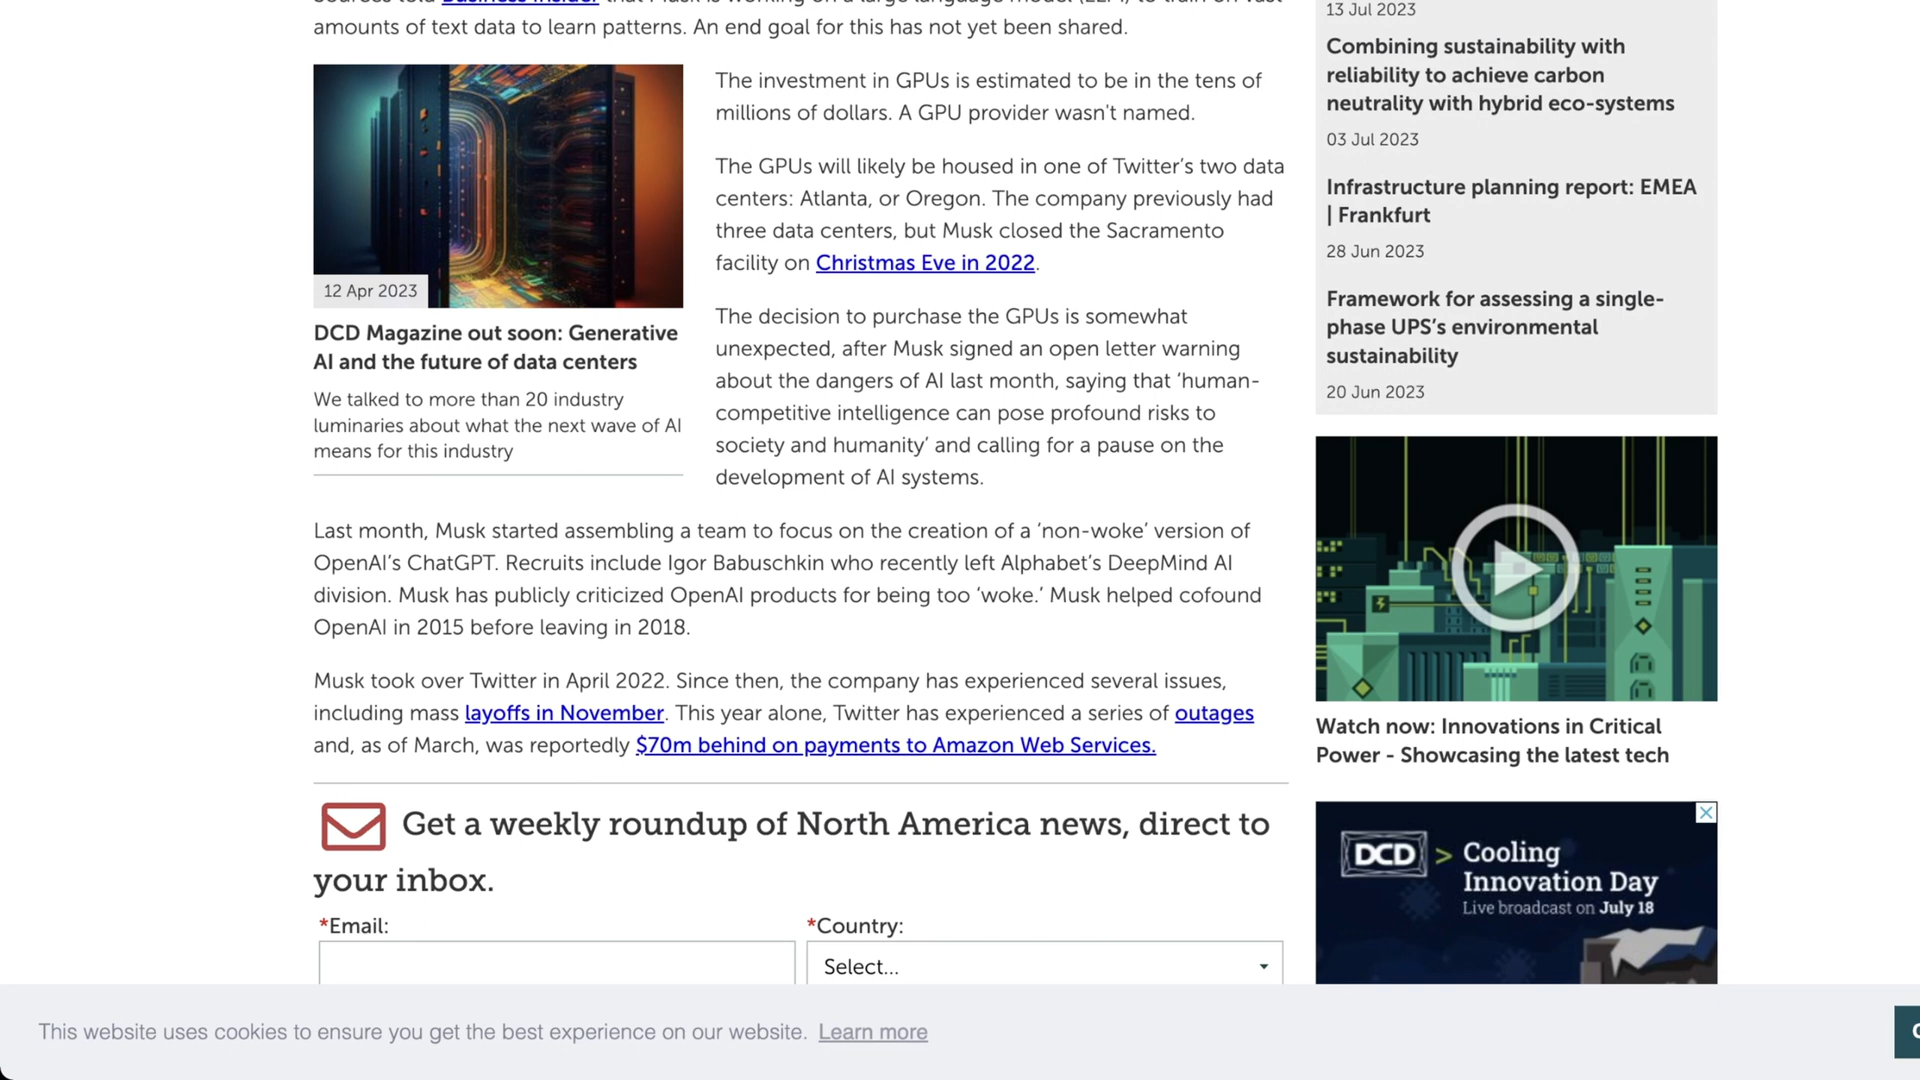 Sources told Business Insider that Musk is working on a large language model (LLM) to train on vast
amounts of text data to learn patterns. An end goal for this has not yet been shared.
12 Apr 2023
DCD Magazine out soon: Generative
AI and the future of data centers
We talked to more than 20 industry
luminaries about what the next wave of AI
means for this industry
The investment in GPUs is estimated to be in the tens of
millions of dollars. A GPU provider wasn't named.
The GPUs will likely be housed in one of Twitter’s two data
centers: Atlanta, or Oregon. The company previously had
three data centers, but Musk closed the Sacramento
facility on Christmas Eve in 2022.
The decision to purchase the GPUs is somewhat
unexpected, after Musk signed an open letter warning
about the dangers of AI last month, saying that ‘human-
competitive intelligence can pose profound risks to
society and humanity’ and calling for a pause on the
development of AI systems.
Last month, Musk started assembling a team to focus on the creation of a ‘non-woke’ version of
OpenAI’s ChatGPT. Recruits include Igor Babuschkin who recently left Alphabet’s DeepMind AI
division. Musk has publicly criticized OpenAI products for being too ‘woke.’ Musk helped cofound
OpenAI in 2015 before leaving in 2018.
Musk took over Twitter in April 2022. Since then, the company has experienced several issues,
including mass layoffs in November. This year alone, Twitter has experienced a series of outages
and, as of March, was reportedly $70m behind on payments to Amazon Web Services.
Get a weekly roundup of North America news, direct to
your inbox.
*Email:
*Country:
Select...
13 Jul 2023
Combining sustainability with
reliability to achieve carbon
neutrality with hybrid eco-systems
03 Jul 2023
Infrastructure planning report: EMEA
| Frankfurt
28 Jun 2023
Framework for assessing a single-
phase UPS’s environmental
sustainability
20 Jun 2023
Watch now: Innovations in Critical
Power - Showcasing the latest tech
DCD > Cooling
Innovation Day
Live broadcast on July 18
This website uses cookies to ensure you get the best experience on our website. Learn more